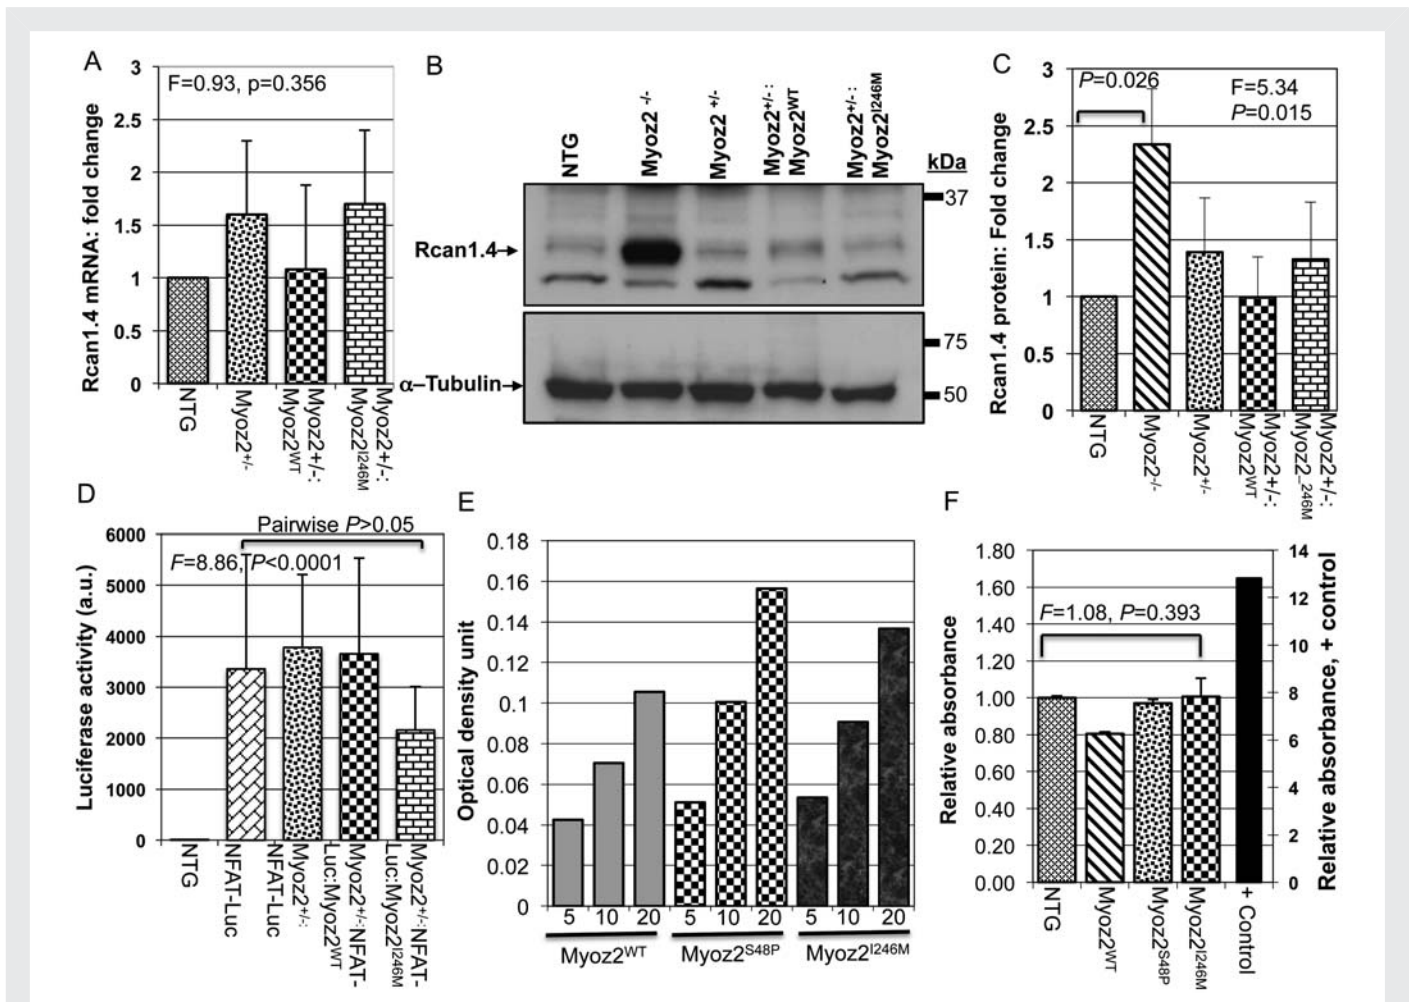 A
F=0.93, p=0.356
Rcan1.4 mRNA: fold change
3
2.5
2
1.5
1
0.5
0
NTG
Myoz2+/-
Myoz2+/-:
Myoz2WT
Myoz2+/-:
Myoz2I246M
B
NTG
Myoz2 -/-
Myoz2 +/-
Myoz2+/- :
Myoz2WT
Myoz2+/- :
Myoz2I246M
kDa
37
Rcan1.4
75
α–Tubulin
50
C
P=0.026
F=5.34
P=0.015
Rcan1.4 protein: Fold change
3
2.5
2
1.5
1
0.5
0
NTG
Myoz2-/-
Myoz2+/-
Myoz2+/-:
Myoz2WT
Myoz2+/-:
Myoz2_246M
D
Pairwise P>0.05
F=8.86, P<0.0001
Luciferase activity (a.u.)
6000
5000
4000
3000
2000
1000
0
NTG
NFAT-Luc
Myoz2+/-:
NFAT-Luc
Myoz2+/-:NFAT-
Luc:Myoz2WT
Myoz2+/-:NFAT-
Luc:Myoz2I246M
E
Optical density unit
0.18
0.16
0.14
0.12
0.1
0.08
0.06
0.04
0.02
0
5 10 20 5 10 20 5 10 20
Myoz2WT Myoz2S48P Myoz2I246M
F
F=1.08, P=0.393
Relative absorbance
1.80
1.60
1.40
1.20
1.00
0.80
0.60
0.40
0.20
0.00
14
12
10
8
6
4
2
0
Relative absorbance, + control
NTG
Myoz2WT
Myoz2S48P
Myoz2I246M
+ Control